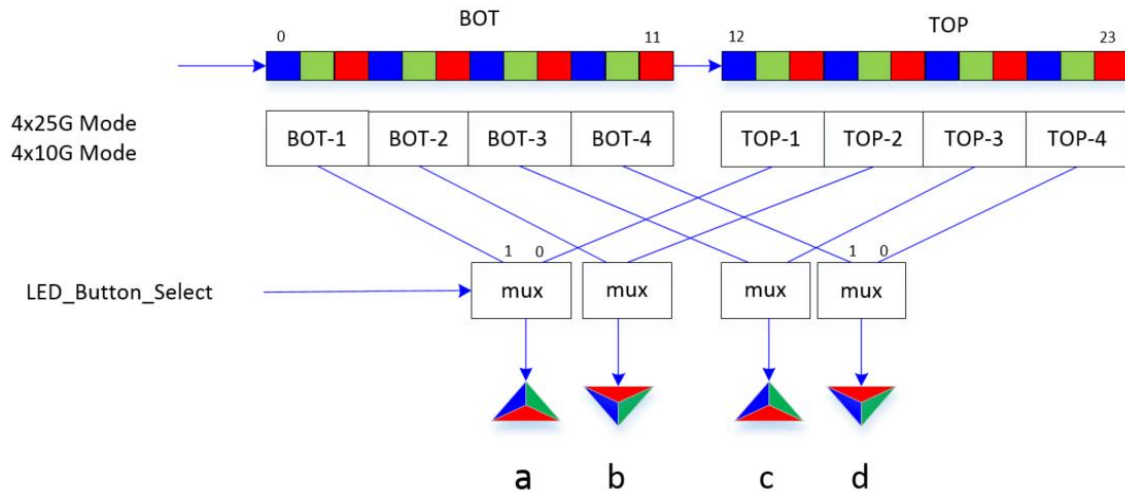 BOT
TOP
0
11
12
23
4x25G Mode
4x10G Mode
BOT-1
BOT-2
BOT-3
BOT-4
TOP-1
TOP-2
TOP-3
TOP-4
1
0
1
0
LED_Button_Select
mux
mux
mux
mux
a
b
c
d